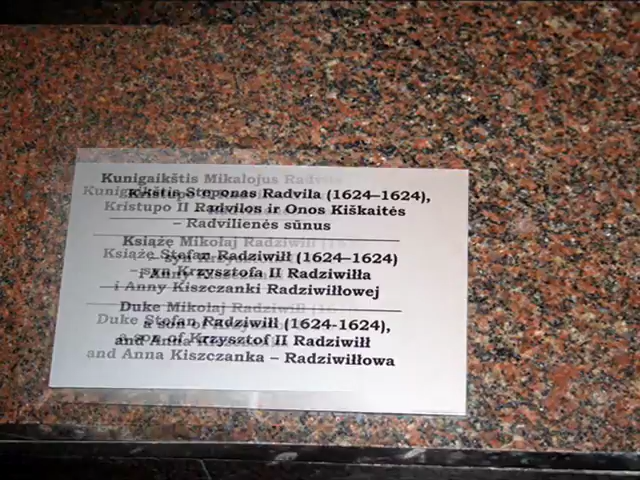 Kunigaikštis Mikalojus Radvila
Kunigaikštis Steponas Radvila (1624–1624),
Kristupo II Radvilos ir Onos Kiškaitės
– Radvilienės sūnus
Książę Mikołaj Radziwiłł
Książę Stefan Radziwiłł (1624–1624)
– syn Krzysztofa II Radziwiłła
i Anny Kiszczanki Radziwiłłowej
Duke Mikołaj Radziwiłł
Duke Stefan Radziwiłł (1624-1624),
a son of Krzysztof II Radziwiłł
and Anna Kiszczanka – Radziwiłłowa